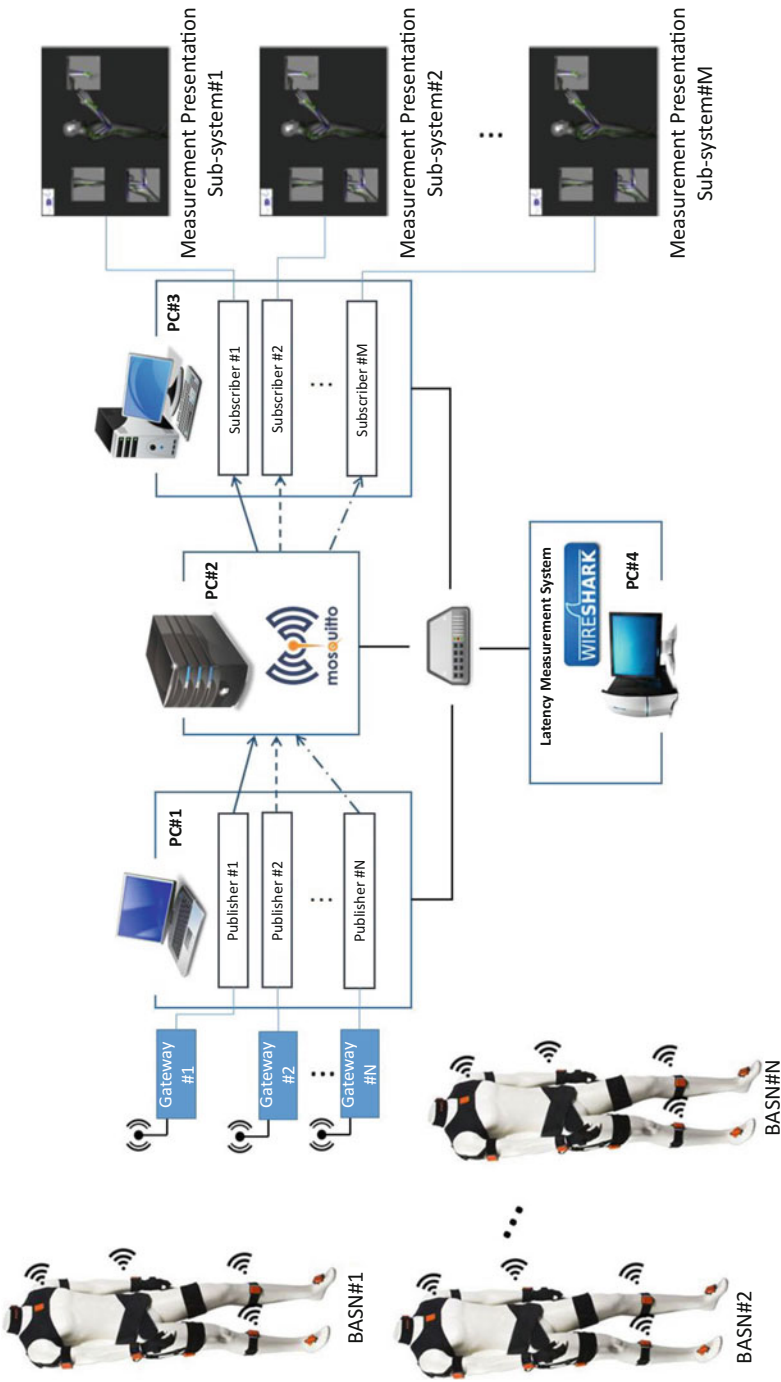 BASN#1
BASN#2
BASN#N
Gateway
#1
Gateway
#2
Gateway
#N
PC#1
Publisher #1
Publisher #2
Publisher #N
PC#2
mosquitto
PC#3
Subscriber #1
Subscriber #2
Subscriber #M
Latency Measurement System
WIRESHARK
PC#4
Measurement Presentation
Sub-system#1
Measurement Presentation
Sub-system#2
Measurement Presentation
Sub-system#M